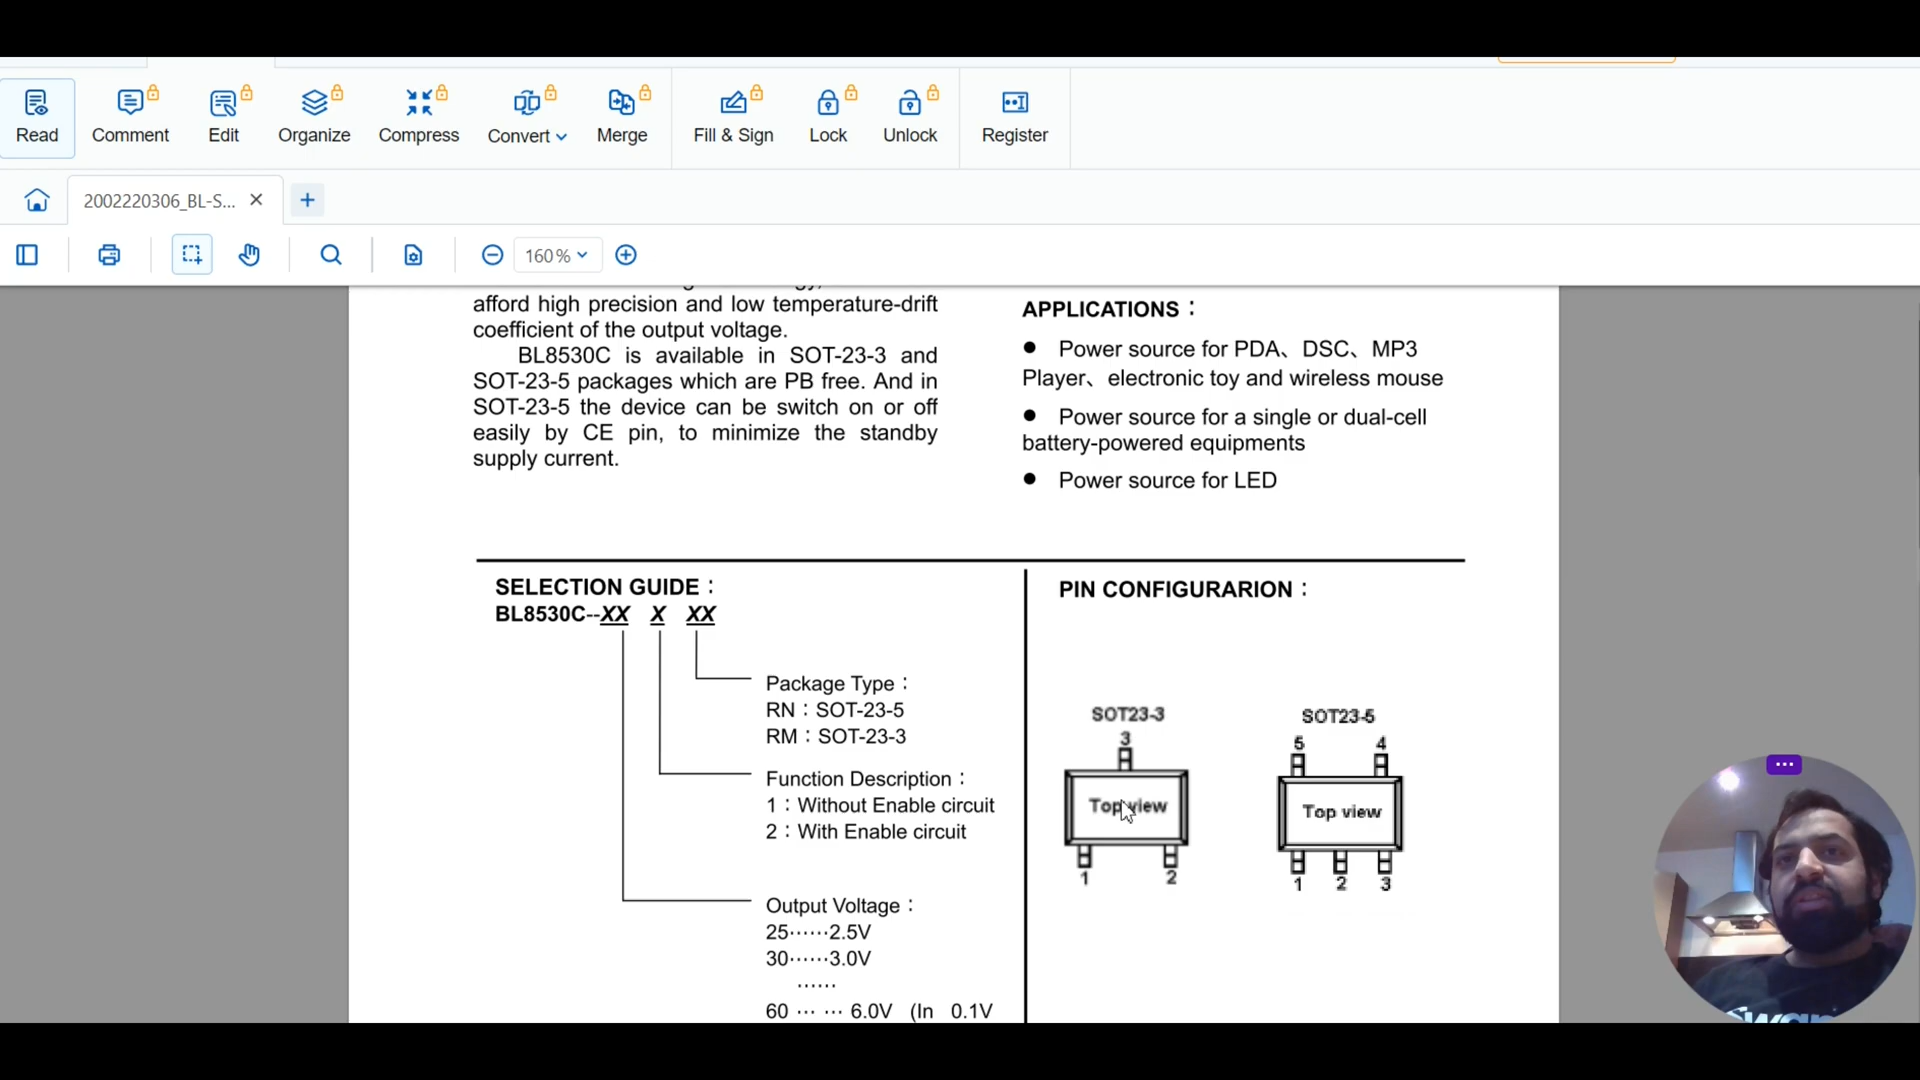 Read
Comment
Edit
Organize
Compress
Convert
Merge
Fill & Sign
Lock
Unlock
Register
2002220306_BL-S...
160%
afford high precision and low temperature-drift
coefficient of the output voltage.
BL8530C is available in SOT-23-3 and
SOT-23-5 packages which are PB free. And in
SOT-23-5 the device can be switch on or off
easily by CE pin, to minimize the standby
supply current.
APPLICATIONS：
● Power source for PDA、DSC、MP3
Player、electronic toy and wireless mouse
● Power source for a single or dual-cell
battery-powered equipments
● Power source for LED
SELECTION GUIDE：
BL8530C--XX X XX
Package Type：
RN：SOT-23-5
RM：SOT-23-3
Function Description：
1：Without Enable circuit
2：With Enable circuit
Output Voltage：
25······2.5V
30······3.0V
······
60 ··· ··· 6.0V (In 0.1V
PIN CONFIGURARION：
SOT23-3
3
Top view
1 2
SOT23-5
5 4
Top view
1 2 3